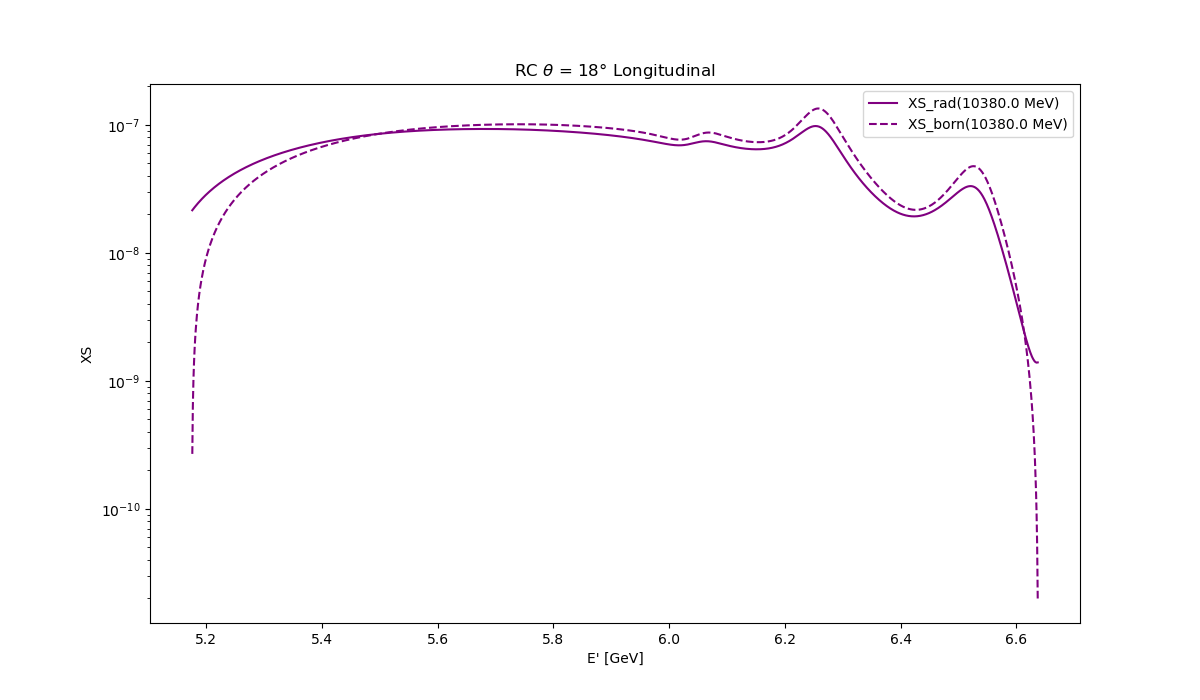 RC θ = 18° Longitudinal
XS_rad(10380.0 MeV)
XS_born(10380.0 MeV)
10⁻⁷
10⁻⁸
10⁻⁹
10⁻¹⁰
XS
5.2 5.4 5.6 5.8 6.0 6.2 6.4 6.6
E' [GeV]